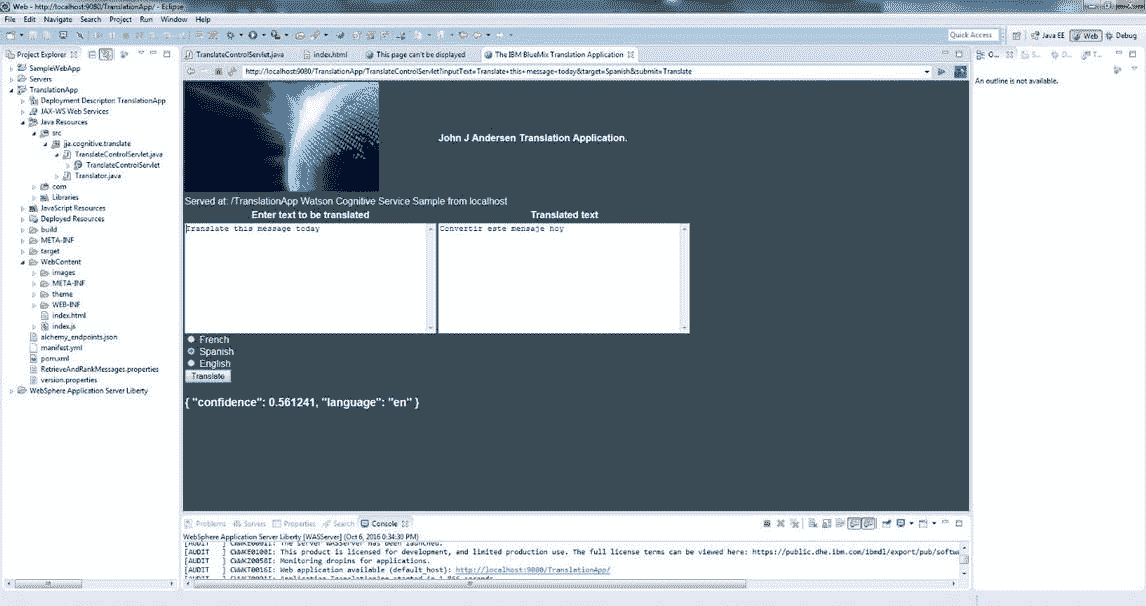 Web - http://localhost:9080/TranslationApp/ - Eclipse
File Edit Navigate Search Project Run Window Help
Quick Access Java EE Web Debug
Project Explorer
TranslateControlServlet.java index.html This page can't be displayed The IBM BlueMix Translation Application
http://localhost:9080/TranslationApp/TranslateControlServlet?inputText=Translate+this+message+today&target=Spanish&submit=Translate
SampleWebApp
Servers
TranslationApp
Deployment Descriptor: TranslationApp
JAX-WS Web Services
Java Resources
src
jja.cognitive.translate
TranslateControlServlet.java
TranslateControlServlet
Translator.java
com
Libraries
JavaScript Resources
Deployed Resources
build
META-INF
target
WebContent
images
META-INF
theme
WEB-INF
index.html
index.js
alchemy_endpoints.json
manifest.yml
pom.xml
RetrieveAndRankMessages.properties
version.properties
WebSphere Application Server Liberty
John J Andersen Translation Application.
Served at: /TranslationApp Watson Cognitive Service Sample from localhost
Enter text to be translated Translated text
Translate this message today Convertir este mensaje hoy
French
Spanish
English
Translate
{ "confidence": 0.561241, "language": "en" }
An outline is not available.
Problems Servers Properties Search Console
WebSphere Application Server Liberty [WASServer] (Oct 6, 2016 8:34:30 PM)
[AUDIT ] CWWKE0001I: The server WASServer has been launched.
[AUDIT ] CWWKE0100I: This product is licensed for development, and limited production use. The full license terms can be viewed here: https://public.dhe.ibm.com/ibmdl/export/pub/softw
[AUDIT ] CWWKZ0058I: Monitoring dropins for applications.
[AUDIT ] CWWKT0016I: Web application available (default_host): http://localhost:9080/TranslationApp/